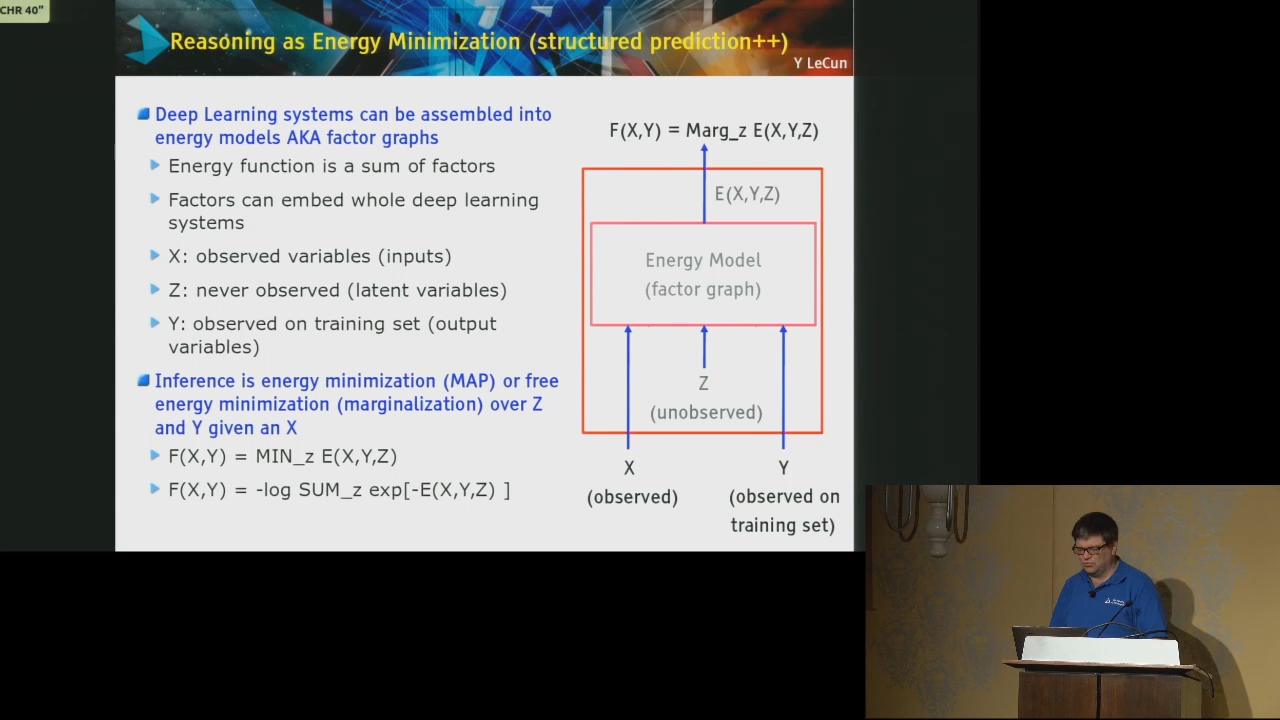 CHR 40"
Reasoning as Energy Minimization (structured prediction++)
Y LeCun
Deep Learning systems can be assembled into
energy models AKA factor graphs
Energy function is a sum of factors
Factors can embed whole deep learning
systems
X: observed variables (inputs)
Z: never observed (latent variables)
Y: observed on training set (output
variables)
Inference is energy minimization (MAP) or free
energy minimization (marginalization) over Z
and Y given an X
F(X,Y) = MIN_z E(X,Y,Z)
F(X,Y) = -log SUM_z exp[-E(X,Y,Z) ]
F(X,Y) = Marg_z E(X,Y,Z)
E(X,Y,Z)
Energy Model
(factor graph)
Z
(unobserved)
X
(observed)
Y
(observed on
training set)